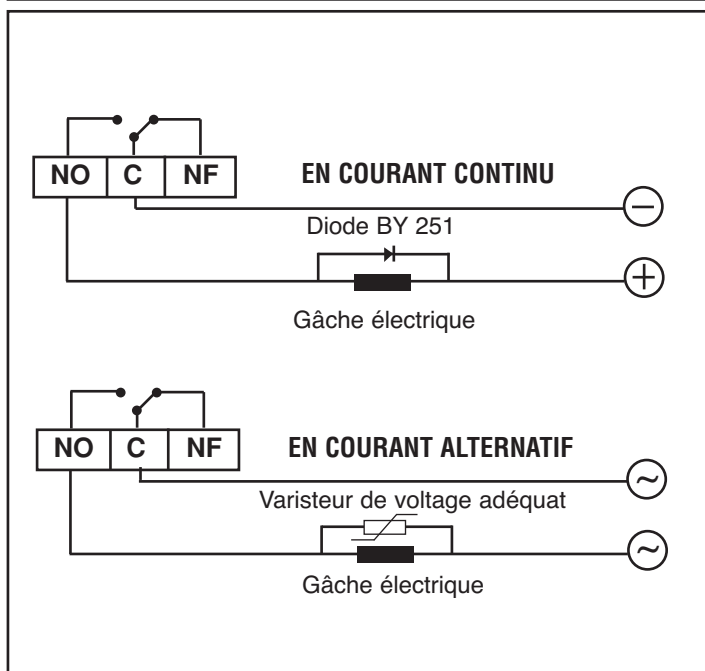 NO C NF
EN COURANT CONTINU
−
Diode BY 251
+
Gâche électrique
NO C NF
EN COURANT ALTERNATIF
~
Varisteur de voltage adéquat
~
Gâche électrique